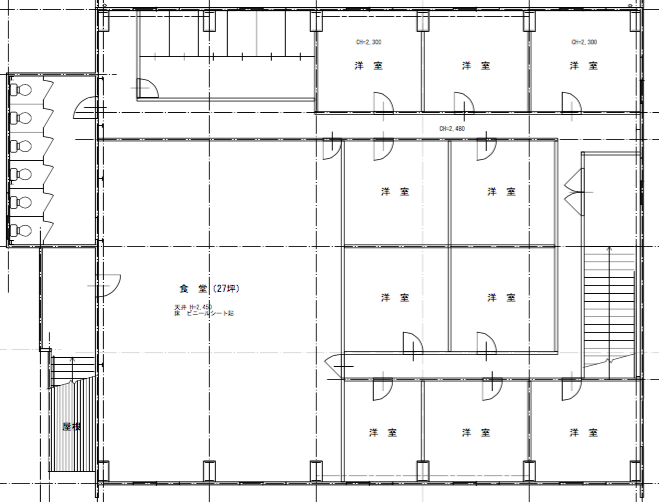 CH=2,300
CH=2,300
洋 室
洋 室
洋 室
CH=2,480
洋 室
洋 室
食 堂 (27坪)
天井 H=2,450
床 ビニールシート貼
洋 室
洋 室
屋根
洋 室
洋 室
洋 室